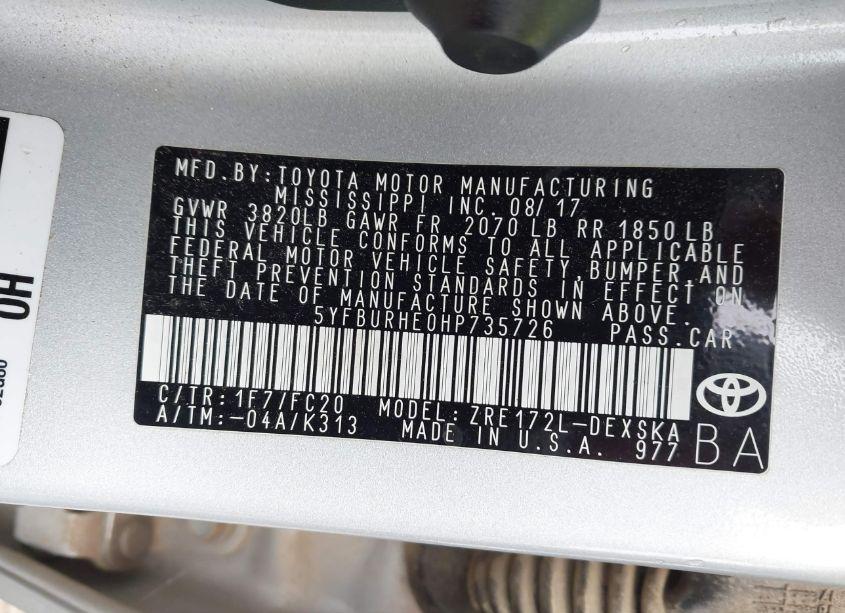 MFD.BY:TOYOTA MOTOR MANUFACTURING
MISSISSIPPI INC. 08/17
GVWR 3820LB GAWR FR 2070 LB RR 1850 LB
THIS VEHICLE CONFORMS TO ALL APPLICABLE
FEDERAL MOTOR VEHICLE SAFETY,BUMPER,AND
THEFT PREVENTION STANDARDS IN EFFECT ON
THE DATE OF MANUFACTURE SHOWN ABOVE.
5YFBURHE0HP735726 PASS.CAR
C/TR:1F7/FC20 MODEL:ZRE172L-DEXSKA
A/TM:-04A/K313 MADE IN U.S.A. 977
BA
OH